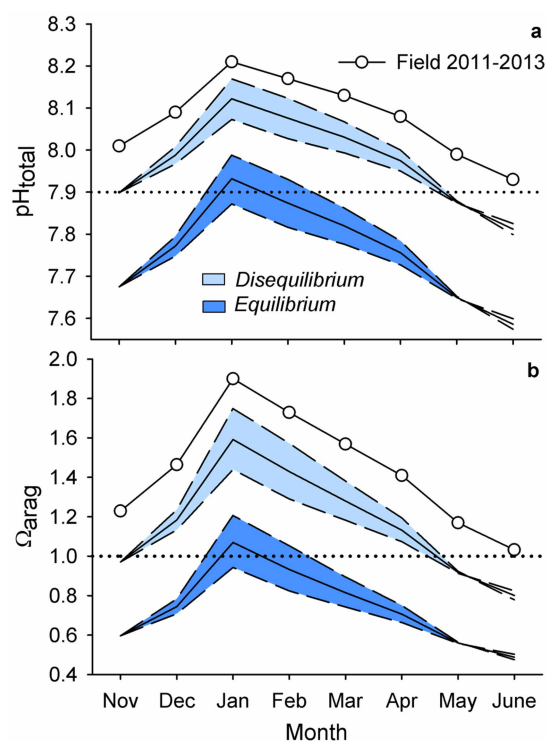 a
8.3
8.2
8.1
8.0
7.9
7.8
7.7
7.6
pHtotal
Field 2011-2013
Disequilibrium
Equilibrium
b
2.0
1.8
1.6
1.4
1.2
1.0
0.8
0.6
0.4
Ωarag
Nov Dec Jan Feb Mar Apr May June
Month